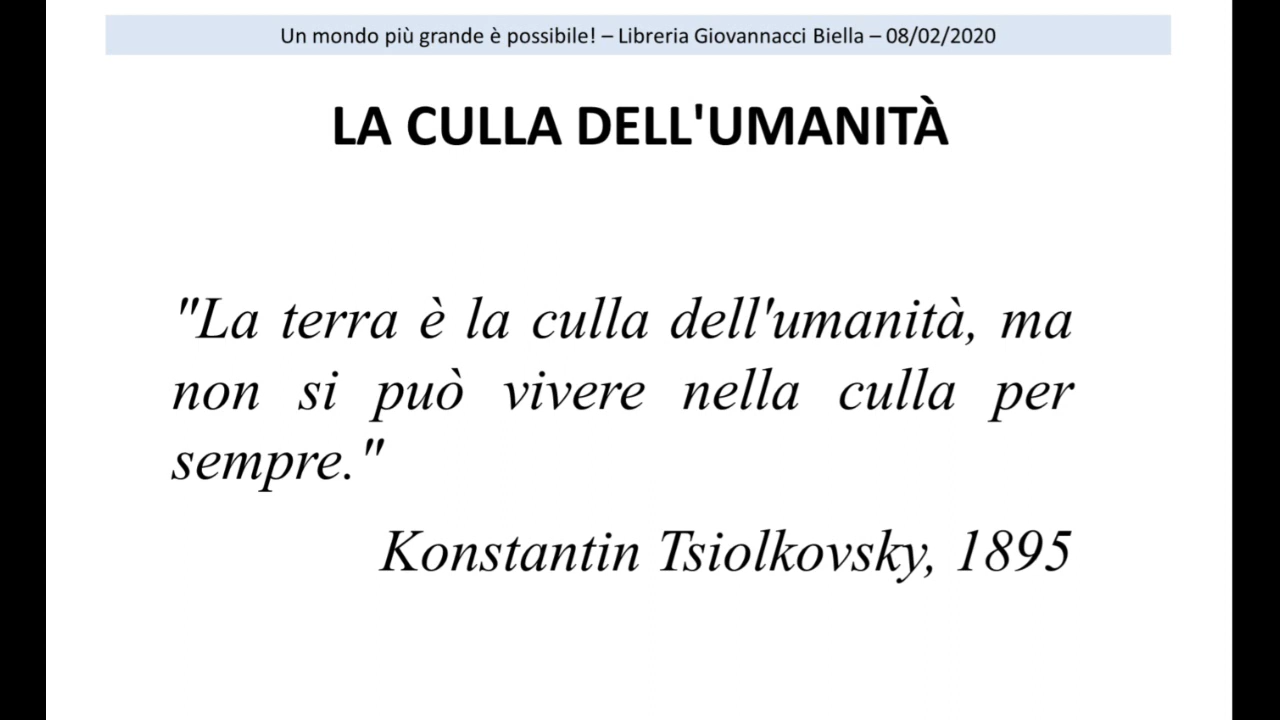 Un mondo più grande è possibile! – Libreria Giovannacci Biella – 08/02/2020
LA CULLA DELL'UMANITÀ
"La terra è la culla dell'umanità, ma
non si può vivere nella culla per
sempre."
Konstantin Tsiolkovsky, 1895